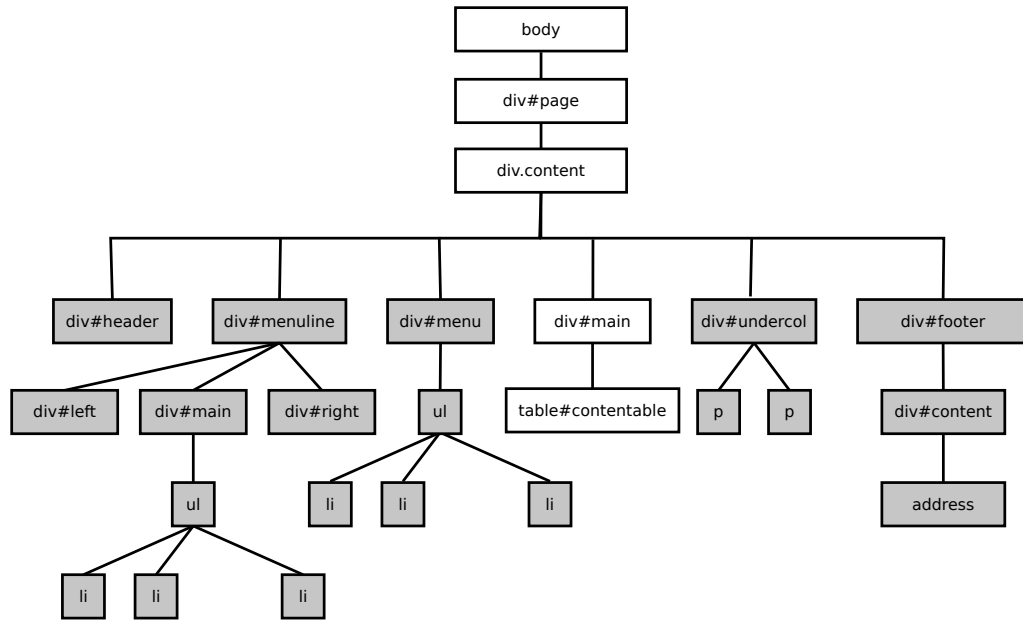 body
div#page
div.content
div#header
div#menuline
div#menu
div#main
div#undercol
div#footer
div#left
div#main
div#right
ul
table#contentable
p
p
div#content
ul
li
li
li
address
li
li
li